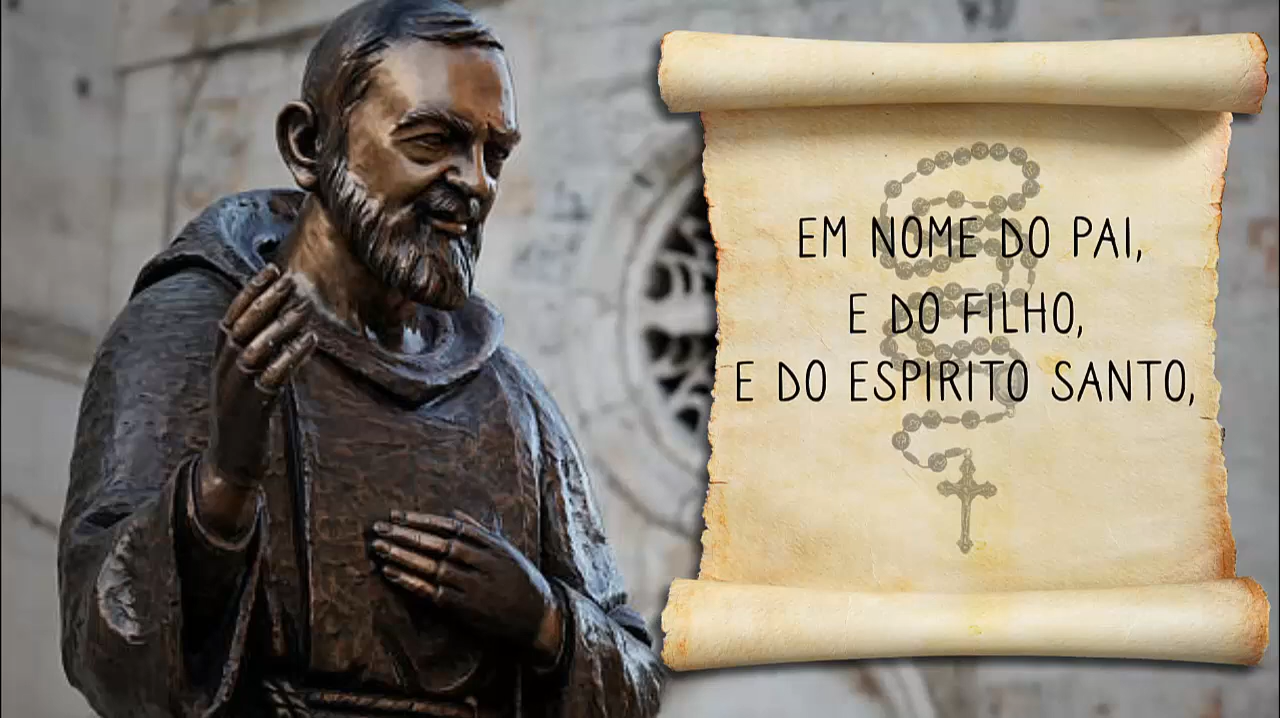 EM NOME DO PAI,
E DO FILHO,
E DO ESPIRITO SANTO,